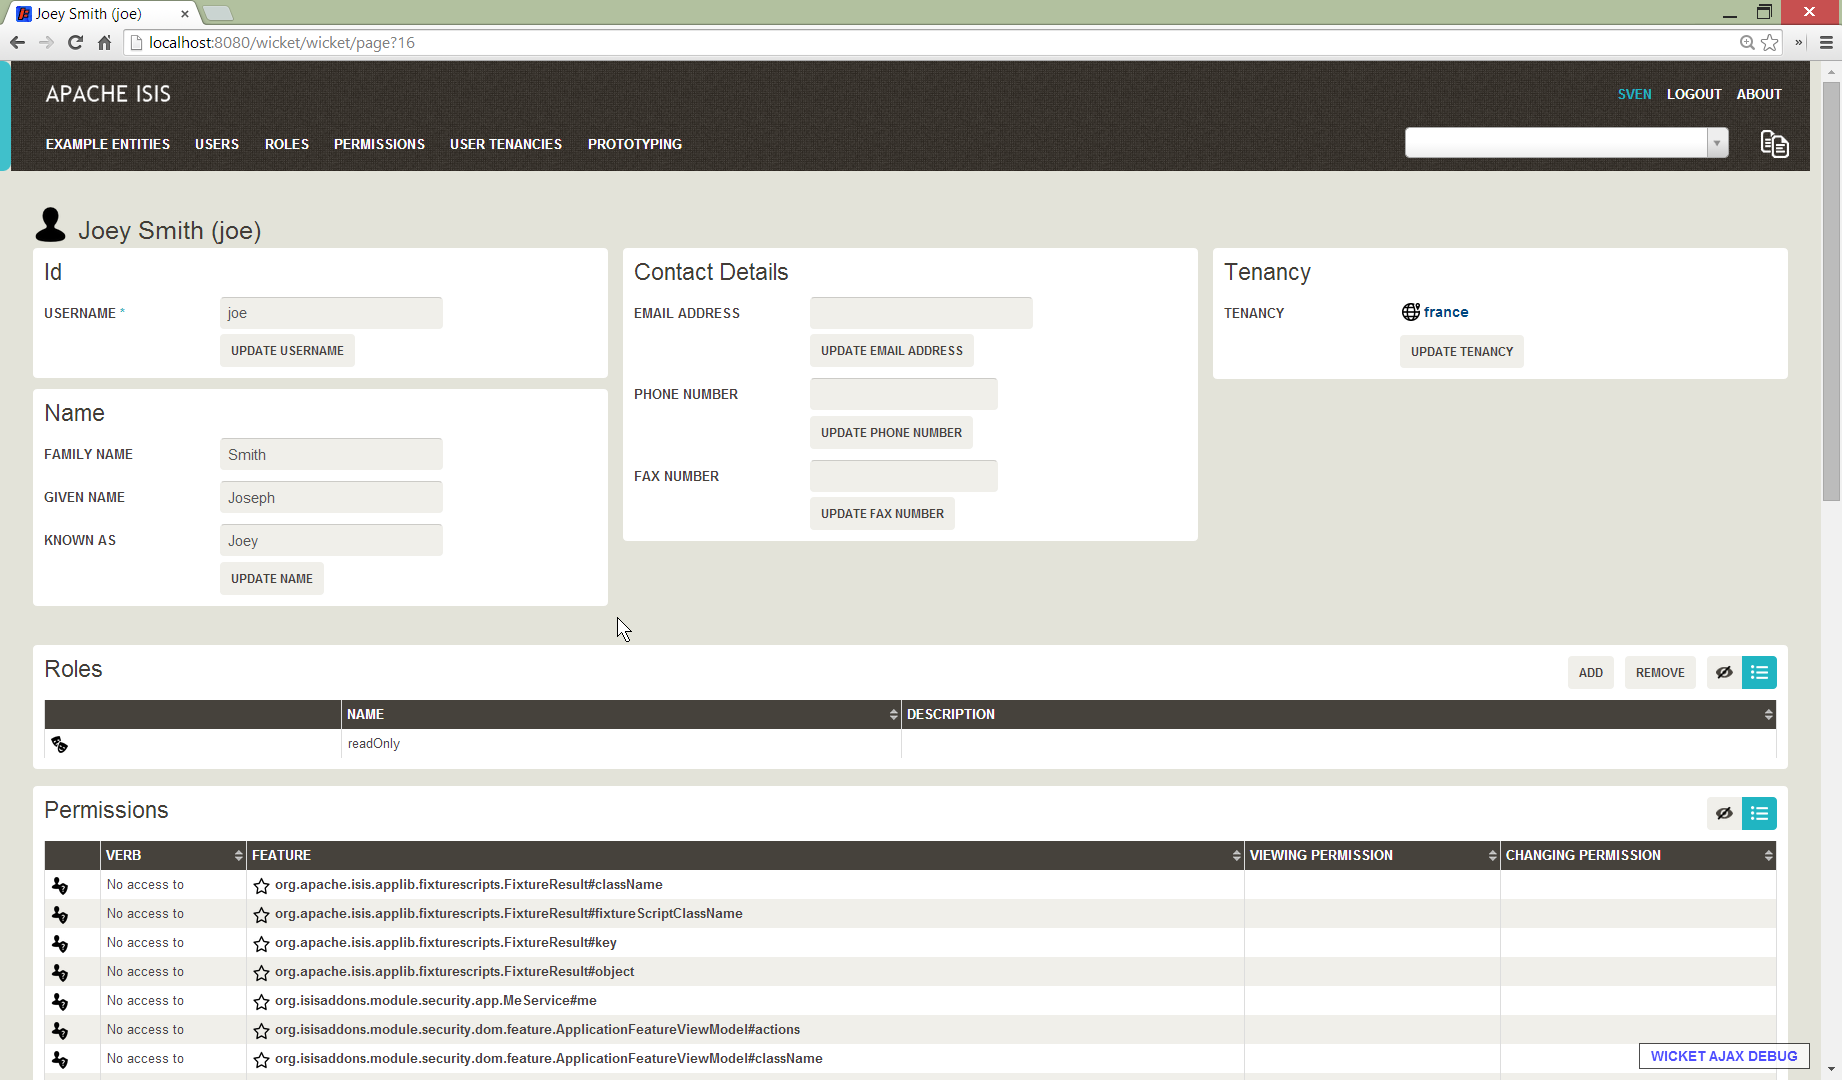 Joey Smith (joe)
localhost:8080/wicket/wicket/page?16
APACHE ISIS
SVEN LOGOUT ABOUT
EXAMPLE ENTITIES USERS ROLES PERMISSIONS USER TENANCIES PROTOTYPING
Joey Smith (joe)
Id
USERNAME *
joe
UPDATE USERNAME
Name
FAMILY NAME
Smith
GIVEN NAME
Joseph
KNOWN AS
Joey
UPDATE NAME
Contact Details
EMAIL ADDRESS
UPDATE EMAIL ADDRESS
PHONE NUMBER
UPDATE PHONE NUMBER
FAX NUMBER
UPDATE FAX NUMBER
Tenancy
TENANCY
france
UPDATE TENANCY
Roles
ADD REMOVE
NAME DESCRIPTION
readOnly
Permissions
VERB FEATURE VIEWING PERMISSION CHANGING PERMISSION
No access to org.apache.isis.applib.fixturescripts.FixtureResult#className
No access to org.apache.isis.applib.fixturescripts.FixtureResult#fixtureScriptClassName
No access to org.apache.isis.applib.fixturescripts.FixtureResult#key
No access to org.apache.isis.applib.fixturescripts.FixtureResult#object
No access to org.isisaddons.module.security.app.MeService#me
No access to org.isisaddons.module.security.dom.feature.ApplicationFeatureViewModel#actions
No access to org.isisaddons.module.security.dom.feature.ApplicationFeatureViewModel#className
WICKET AJAX DEBUG